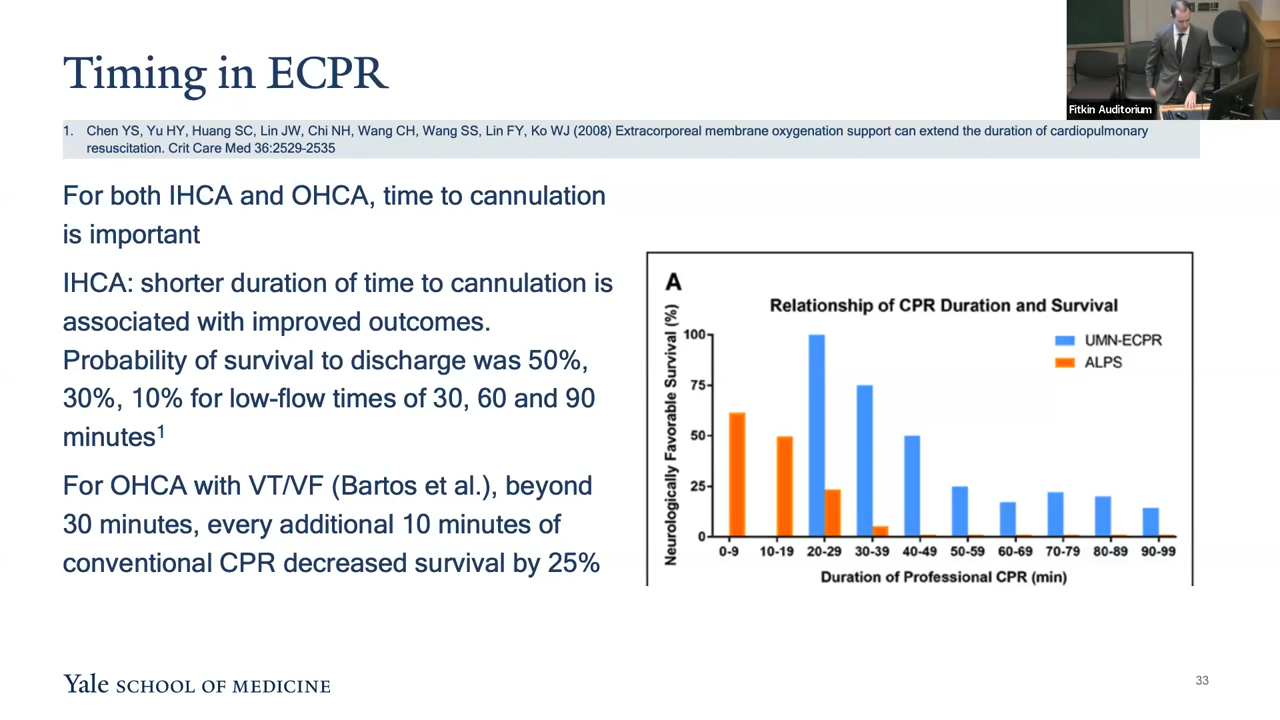 Timing in ECPR
Fitkin Auditorium
1. Chen YS, Yu HY, Huang SC, Lin JW, Chi NH, Wang CH, Wang SS, Lin FY, Ko WJ (2008) Extracorporeal membrane oxygenation support can extend the duration of cardiopulmonary
resuscitation. Crit Care Med 36:2529-2535
For both IHCA and OHCA, time to cannulation
is important
IHCA: shorter duration of time to cannulation is
associated with improved outcomes.
Probability of survival to discharge was 50%,
30%, 10% for low-flow times of 30, 60 and 90
minutes¹
For OHCA with VT/VF (Bartos et al.), beyond
30 minutes, every additional 10 minutes of
conventional CPR decreased survival by 25%
A
Relationship of CPR Duration and Survival
UMN-ECPR
ALPS
Neurologically Favorable Survival (%)
100
75
50
25
0
0-9 10-19 20-29 30-39 40-49 50-59 60-69 70-79 80-89 90-99
Duration of Professional CPR (min)
Yale SCHOOL OF MEDICINE
33